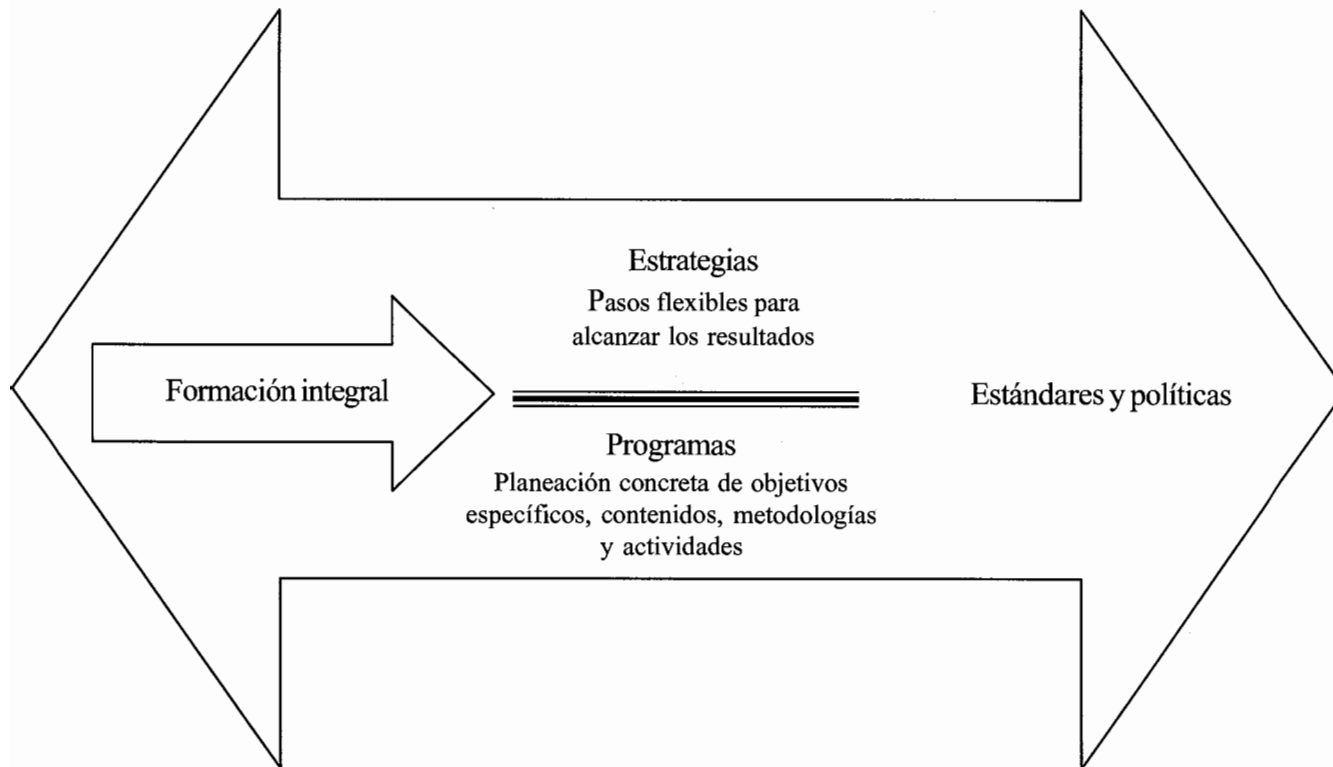 Estrategias
Pasos flexibles para
alcanzar los resultados
Formación integral
Estándares y políticas
Programas
Planeación concreta de objetivos
específicos, contenidos, metodologías
y actividades